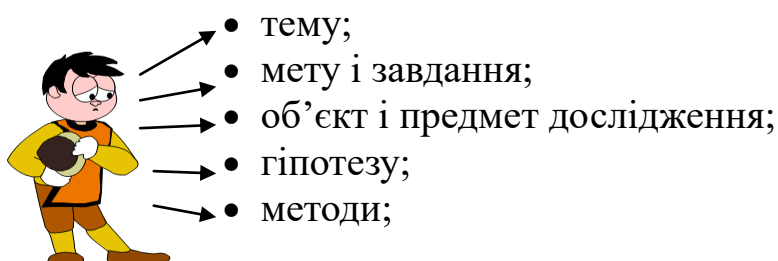 • тему;
• мету і завдання;
• об’єкт і предмет дослідження;
• гіпотезу;
• методи;